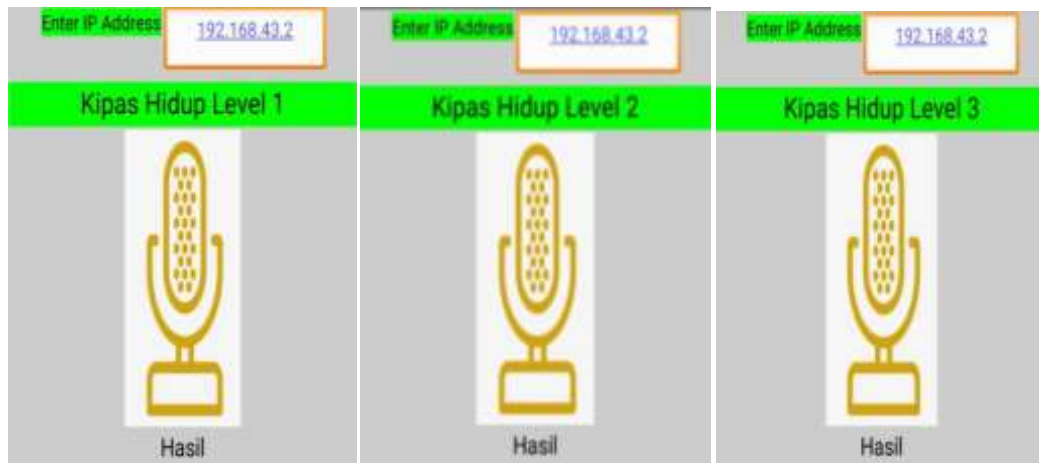 Enter IP Address 192.168.43.2
Kipas Hidup Level 1
Hasil
Enter IP Address 192.168.43.2
Kipas Hidup Level 2
Hasil
Enter IP Address 192.168.43.2
Kipas Hidup Level 3
Hasil